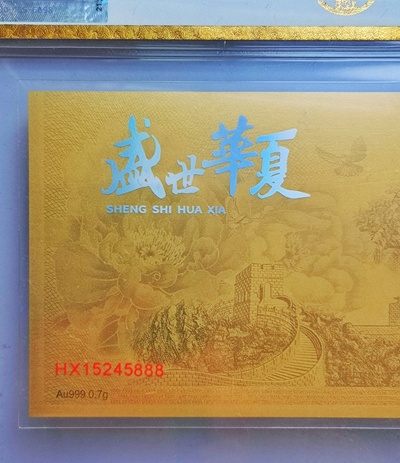 盛世華夏
SHENG SHI HUA XIA
HX15245888
Au999 0.7g